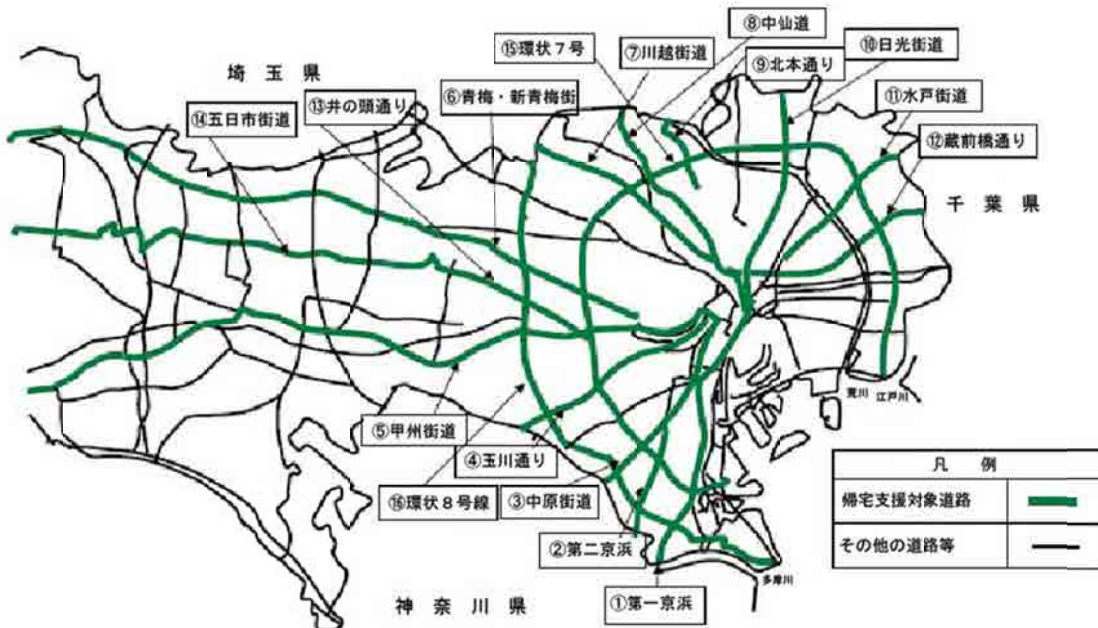 ⑧中仙道
⑮環状７号
⑦川越街道
⑩日光街道
⑨北本通り
埼玉県
⑥青梅・新青梅街
⑬井の頭通り
⑪水戸街道
⑭五日市街道
⑫蔵前橋通り
千葉県
荒川
江戸川
⑤甲州街道
④玉川通り
凡例
⑯環状８号線
③中原街道
帰宅支援対象道路
②第二京浜
その他の道路等
多摩川
神奈川県
①第一京浜